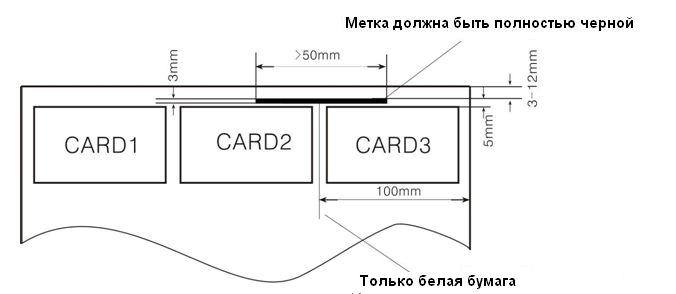 Метка должна быть полностью черной
>50mm
3mm
3-12mm
5mm
CARD1
CARD2
CARD3
100mm
Только белая бумага